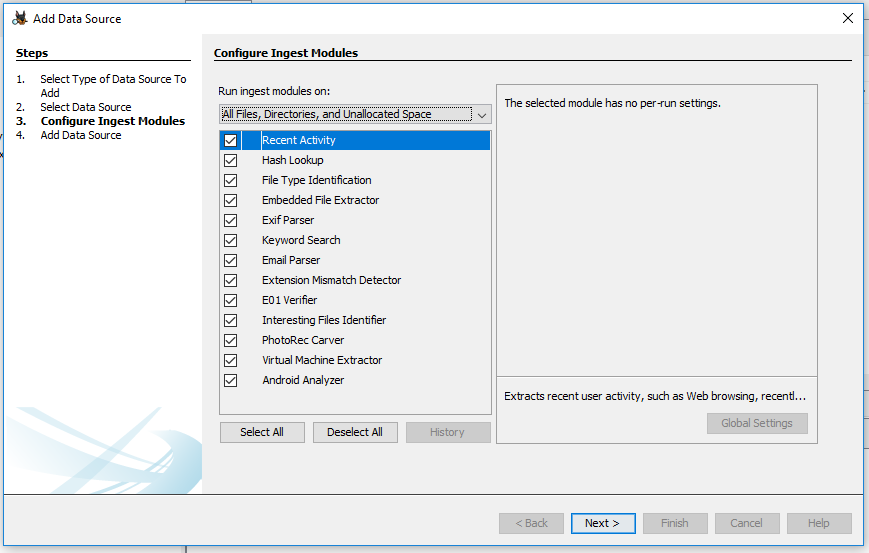 Add Data Source
Steps
1. Select Type of Data Source To
Add
2. Select Data Source
3. Configure Ingest Modules
4. Add Data Source
Configure Ingest Modules
Run ingest modules on:
All Files, Directories, and Unallocated Space
Recent Activity
Hash Lookup
File Type Identification
Embedded File Extractor
Exif Parser
Keyword Search
Email Parser
Extension Mismatch Detector
E01 Verifier
Interesting Files Identifier
PhotoRec Carver
Virtual Machine Extractor
Android Analyzer
Select All
Deselect All
History
The selected module has no per-run settings.
Extracts recent user activity, such as Web browsing, recentl...
Global Settings
< Back
Next >
Finish
Cancel
Help